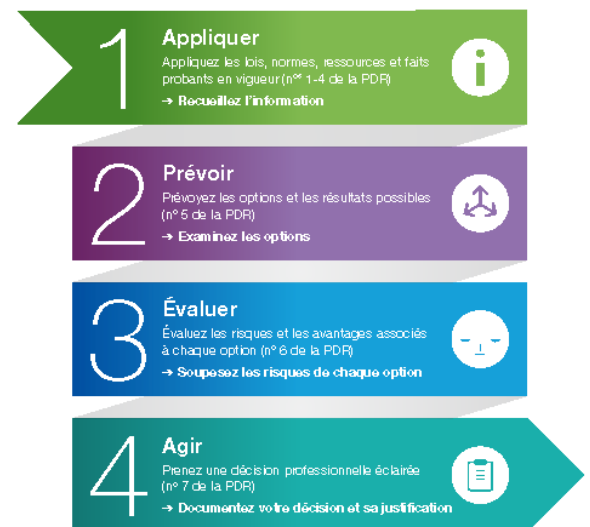 1
Appliquer
Appliquez les lois, normes, ressources et faits
probants en vigueur (nᵒˢ 1-4 de la PDR)
→ Recueillez l'information
2
Prévoir
Prévoyez les options et les résultats possibles
(nº 5 de la PDR)
→ Examinez les options
3
Évaluer
Évaluez les risques et les avantages associés
à chaque option (nº 6 de la PDR)
→ Soupesez les risques de chaque option
4
Agir
Prenez une décision professionnelle éclairée
(nº 7 de la PDR)
→ Documentez votre décision et sa justification